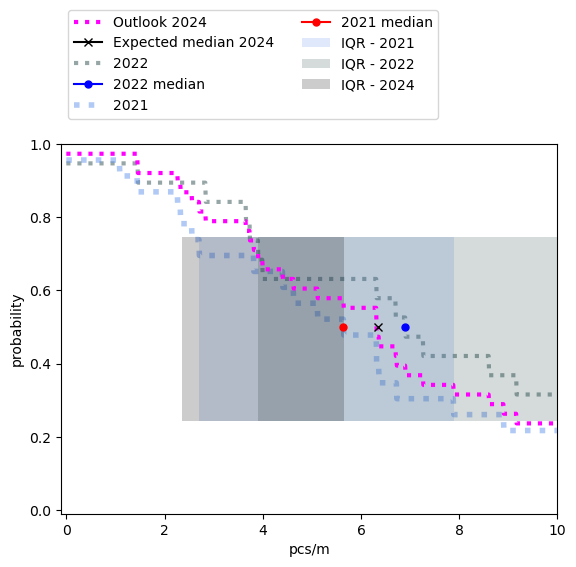 Outlook 2024
Expected median 2024
2022
2022 median
2021
2021 median
IQR - 2021
IQR - 2022
IQR - 2024
1.0
0.8
0.6
0.4
0.2
0.0
probability
0 2 4 6 8 10
pcs/m